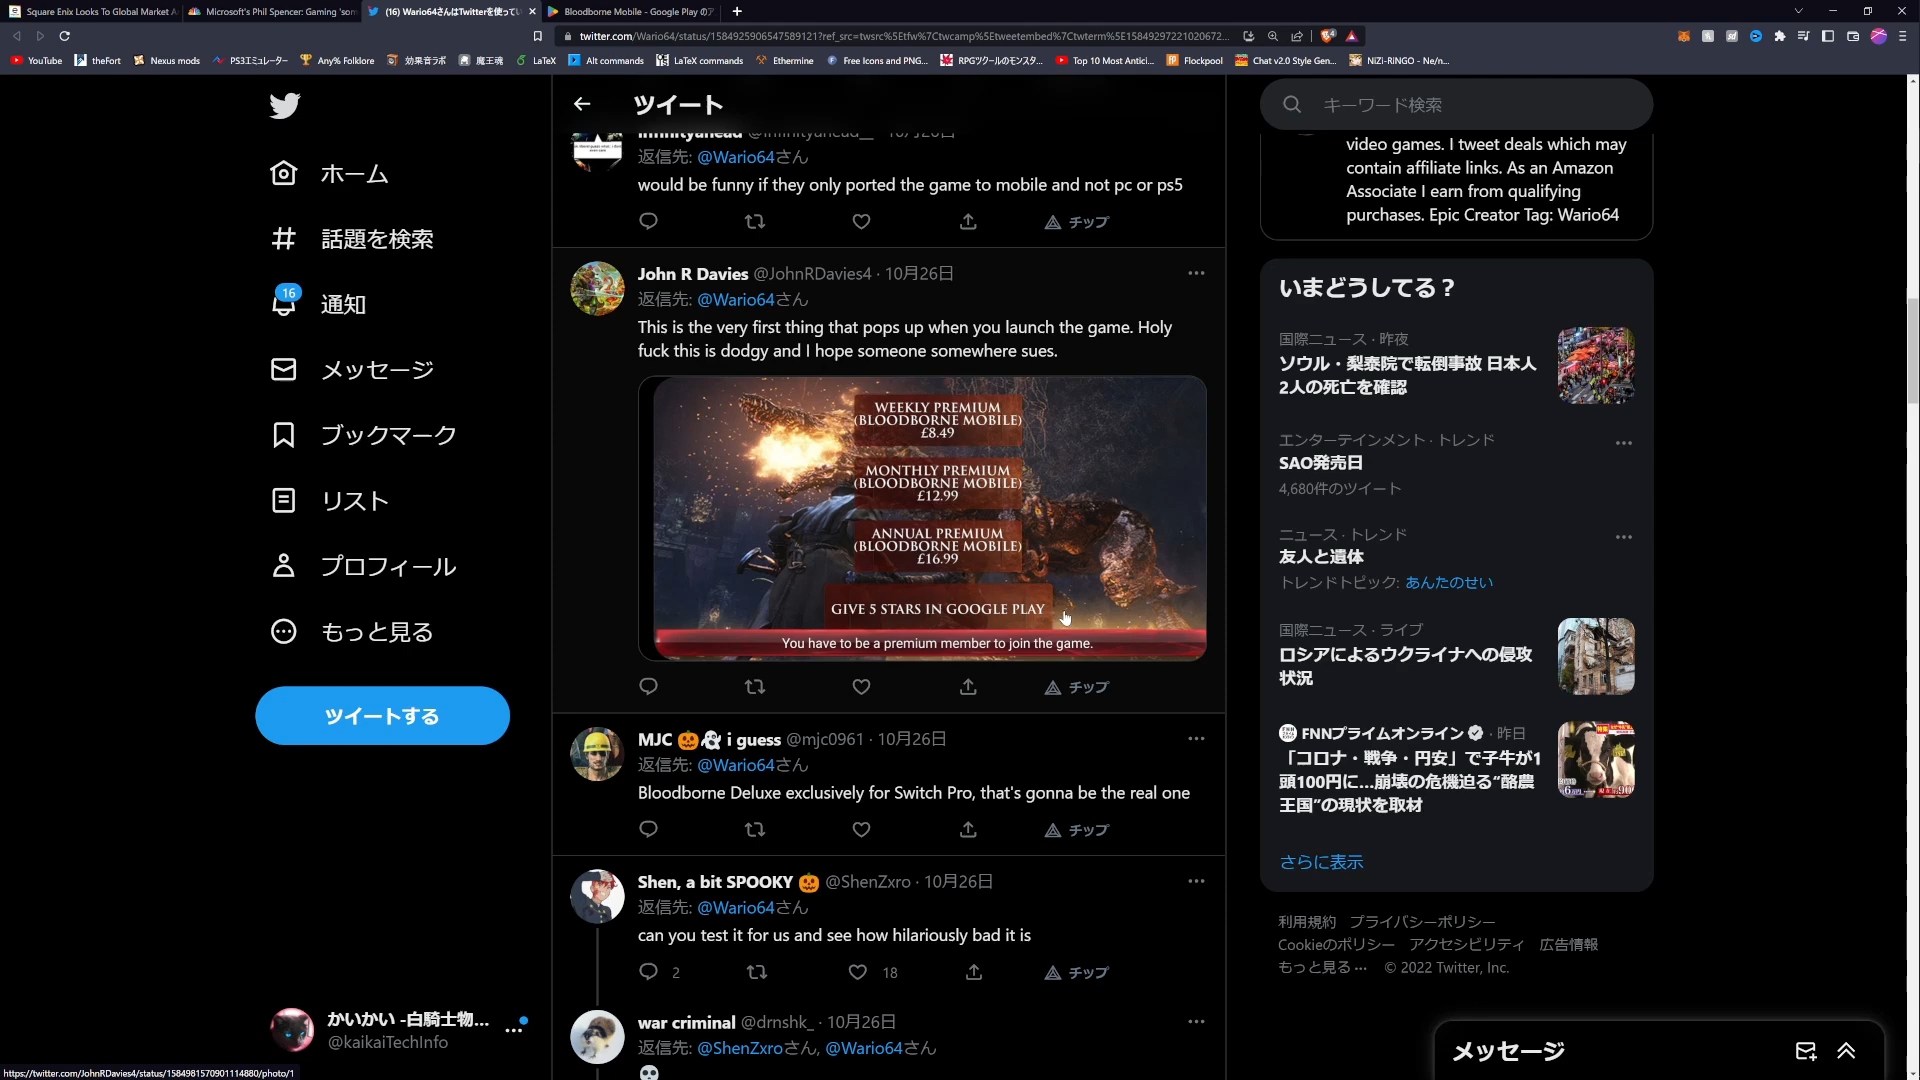 Square Enix Looks To Global Market A
Microsoft's Phil Spencer: Gaming 'som
(16) Wario64さんはTwitterを使ってい
Bloodborne Mobile - Google Play のア
twitter.com/Wario64/status/1584925906547589121?ref_src=twsrc%5Etfw%7Ctwcamp%5Etweetembed%7Ctwterm%5E15849297221020672...
YouTube
theFort
Nexus mods
PS3エミュレーター
Any% Folklore
効果音ラボ
魔王魂
LaTeX
Alt commands
LaTeX commands
Ethermine
Free Icons and PNG...
RPGツクールのモンスタ...
Top 10 Most Antici...
Flockpool
Chat v2.0 Style Gen...
NIZI-RINGO - Ne/n...
ホーム
話題を検索
16
通知
メッセージ
ブックマーク
リスト
プロフィール
もっと見る
ツイートする
かいかい -白騎士物...
@kaikaiTechInfo
https://twitter.com/JohnRDavies4/status/1584981570901114880/photo/1
ツイート
infinityahead @infinityahead__ · 10月26日
返信先: @Wario64さん
would be funny if they only ported the game to mobile and not pc or ps5
チップ
John R Davies @JohnRDavies4 · 10月26日
返信先: @Wario64さん
This is the very first thing that pops up when you launch the game. Holy
fuck this is dodgy and I hope someone somewhere sues.
WEEKLY PREMIUM
(BLOODBORNE MOBILE)
£8.49
MONTHLY PREMIUM
(BLOODBORNE MOBILE)
£12.99
ANNUAL PREMIUM
(BLOODBORNE MOBILE)
£16.99
GIVE 5 STARS IN GOOGLE PLAY
You have to be a premium member to join the game.
チップ
MJC 🎃👻 i guess @mjc0961 · 10月26日
返信先: @Wario64さん
Bloodborne Deluxe exclusively for Switch Pro, that's gonna be the real one
チップ
Shen, a bit SPOOKY 🎃 @ShenZxro · 10月26日
返信先: @Wario64さん
can you test it for us and see how hilariously bad it is
2 18 チップ
war criminal @drnshk_ · 10月26日
返信先: @ShenZxroさん, @Wario64さん
💀
キーワード検索
video games. I tweet deals which may
contain affiliate links. As an Amazon
Associate I earn from qualifying
purchases. Epic Creator Tag: Wario64
いまどうしてる？
国際ニュース · 昨夜
ソウル・梨泰院で転倒事故 日本人
2人の死亡を確認
エンターテインメント · トレンド
SAO発売日
4,680件のツイート
ニュース · トレンド
友人と遺体
トレンドトピック: あんたのせい
国際ニュース · ライブ
ロシアによるウクライナへの侵攻
状況
FNNプライムオンライン · 昨日
「コロナ・戦争・円安」で子牛が1
頭100円に…崩壊の危機迫る“酪農
王国”の現状を取材
さらに表示
利用規約 プライバシーポリシー
Cookieのポリシー アクセシビリティ 広告情報
もっと見る ··· © 2022 Twitter, Inc.
メッセージ